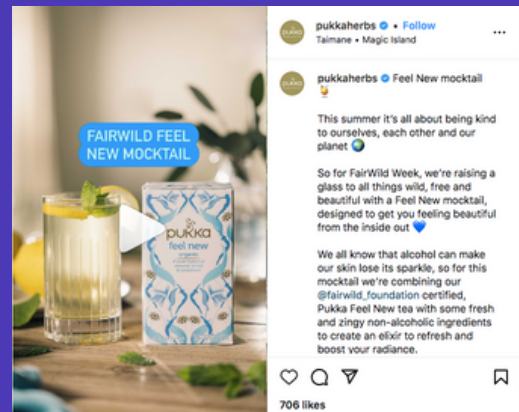 FAIRWILD FEEL
NEW MOCKTAIL
pukka
feel new
organic
pukkaherbs • Follow
Taimane • Magic Island
pukkaherbs Feel New mocktail
🍹
This summer it's all about being kind
to ourselves, each other and our
planet 🌍
So for FairWild Week, we're raising a
glass to all things wild, free and
beautiful with a Feel New mocktail,
designed to get you feeling beautiful
from the inside out 💙
We all know that alcohol can make
our skin lose its sparkle, so for this
mocktail we're combining our
@fairwild_foundation certified,
Pukka Feel New tea with some fresh
and zingy non-alcoholic ingredients
to create an elixir to refresh and
boost your radiance.
706 likes